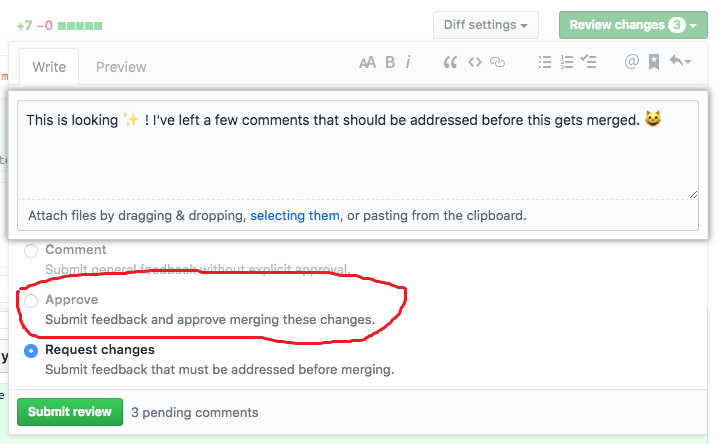 +7 −0
Diff settings
Review changes 3
Write
Preview
AA B i
This is looking ✨ ! I've left a few comments that should be addressed before this gets merged. 😺
Attach files by dragging & dropping, selecting them, or pasting from the clipboard.
Comment
Submit general feedback without explicit approval.
Approve
Submit feedback and approve merging these changes.
Request changes
Submit feedback that must be addressed before merging.
Submit review
3 pending comments